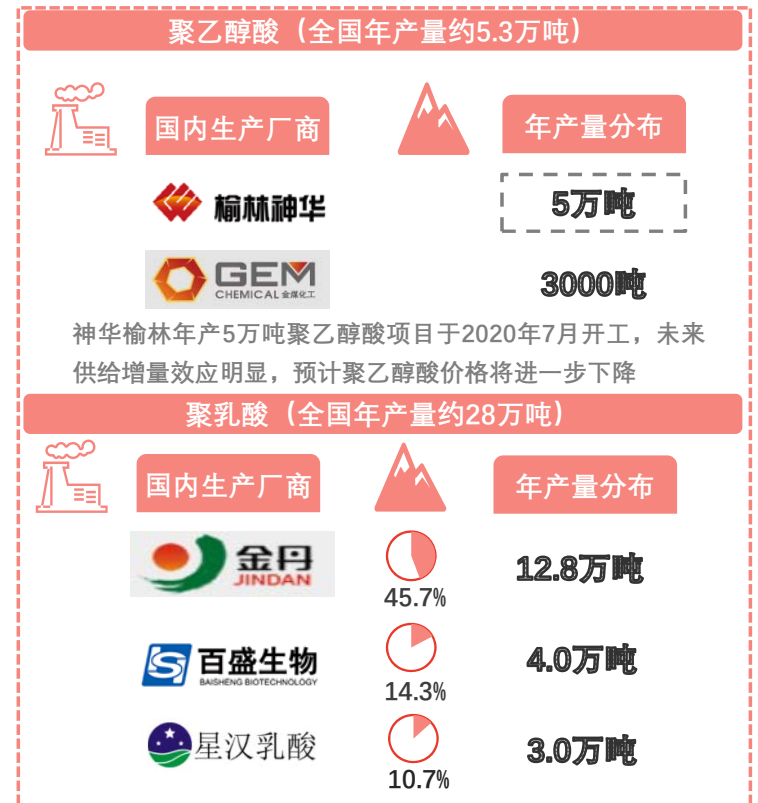 聚乙醇酸（全国年产量约5.3万吨）
国内生产厂商
年产量分布
榆林神华
5万吨
GEM
CHEMICAL 金煤化工
3000吨
神华榆林年产5万吨聚乙醇酸项目于2020年7月开工，未来
供给增量效应明显，预计聚乙醇酸价格将进一步下降
聚乳酸（全国年产量约28万吨）
国内生产厂商
年产量分布
金丹
JINDAN
45.7%
12.8万吨
百盛生物
BAISHENG BIOTECHNOLOGY
14.3%
4.0万吨
星汉乳酸
10.7%
3.0万吨